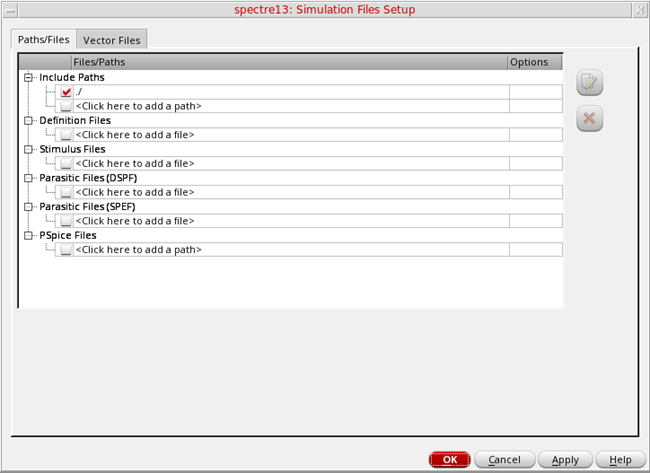 spectre13: Simulation Files Setup
Paths/Files Vector Files
Files/Paths Options
Include Paths
./
<Click here to add a path>
Definition Files
<Click here to add a file>
Stimulus Files
<Click here to add a file>
Parasitic Files (DSPF)
<Click here to add a file>
Parasitic Files (SPEF)
<Click here to add a file>
PSpice Files
<Click here to add a path>
OK Cancel Apply Help